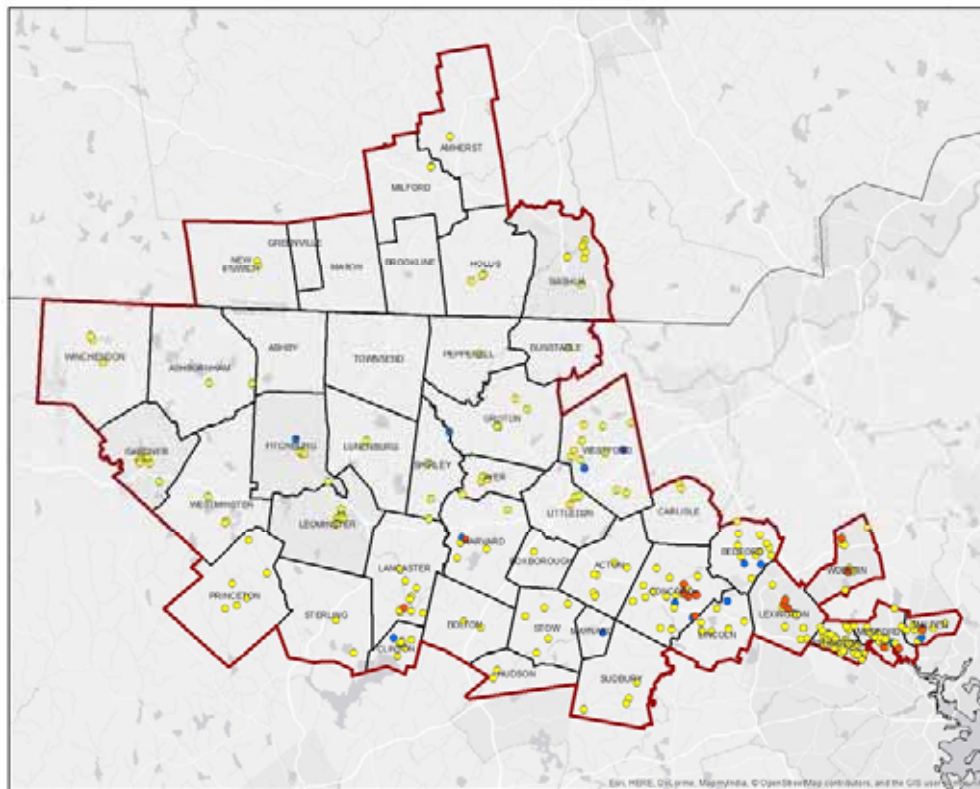 AMHERST
MILFORD
GREENVILLE
NEW
MASON
BROOKLINE
HOLLIS
NASHUA
WINCHENDON
ASHBURNHAM
ASHBY
TOWNSEND
PEPPERELL
DUNSTABLE
GROTON
GARDNER
FITCHBURG
LUNENBURG
SHIRLEY
AYER
WESTFORD
WESTMINSTER
LEOMINSTER
LITTLETON
CARLISLE
HARVARD
BOXBOROUGH
ACTON
BEDFORD
WOBURN
LANCASTER
CONCORD
PRINCETON
LEXINGTON
STERLING
BOLTON
STOW
LINCOLN
MEDFORD
MALDEN
CLINTON
HUDSON
SUDBURY
Esri, HERE, DeLorme, MapmyIndia, © OpenStreetMap contributors, and the GIS user